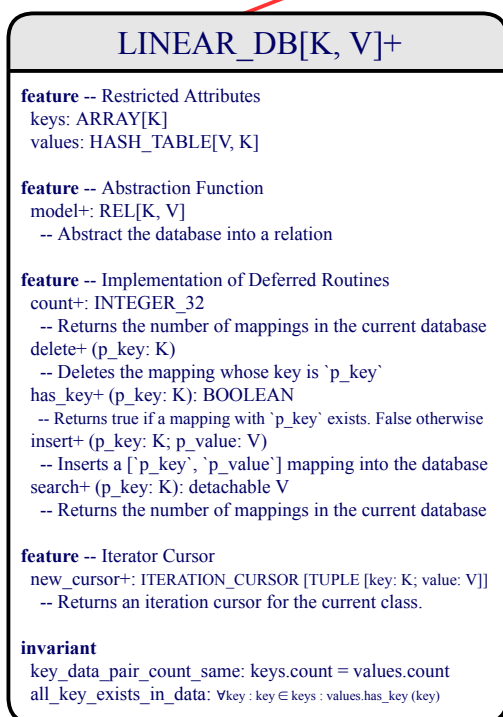 LINEAR_DB[K, V]+
feature -- Restricted Attributes
keys: ARRAY[K]
values: HASH_TABLE[V, K]
feature -- Abstraction Function
model+: REL[K, V]
-- Abstract the database into a relation
feature -- Implementation of Deferred Routines
count+: INTEGER_32
-- Returns the number of mappings in the current database
delete+ (p_key: K)
-- Deletes the mapping whose key is `p_key`
has_key+ (p_key: K): BOOLEAN
-- Returns true if a mapping with `p_key` exists. False otherwise
insert+ (p_key: K; p_value: V)
-- Inserts a [`p_key`, `p_value`] mapping into the database
search+ (p_key: K): detachable V
-- Returns the number of mappings in the current database
feature -- Iterator Cursor
new_cursor+: ITERATION_CURSOR [TUPLE [key: K; value: V]]
-- Returns an iteration cursor for the current class.
invariant
key_data_pair_count_same: keys.count = values.count
all_key_exists_in_data: ∀key : key ∈ keys : values.has_key (key)